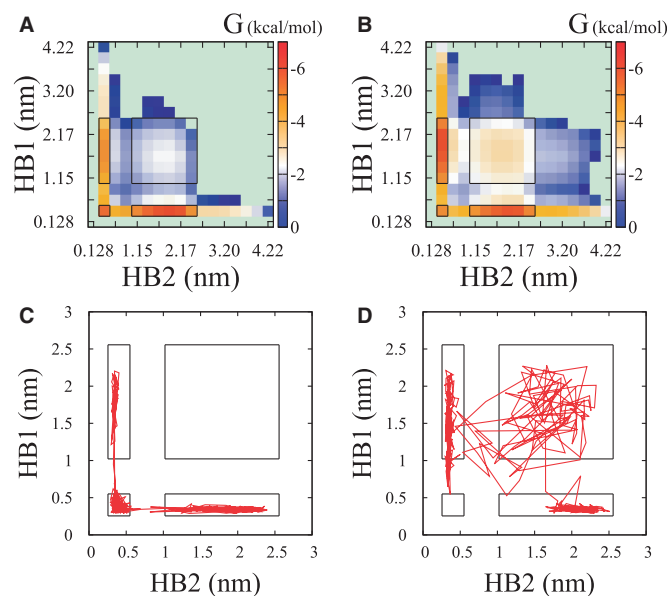 A
G (kcal/mol)
4.22
3.20
2.17
1.15
0.128
HB1 (nm)
-6
-4
-2
0
0.128 1.15 2.17 3.20 4.22
HB2 (nm)
B
G (kcal/mol)
4.22
3.20
2.17
1.15
0.128
HB1 (nm)
-6
-4
-2
0
0.128 1.15 2.17 3.20 4.22
HB2 (nm)
C
3
2.5
2
1.5
1
0.5
0
HB1 (nm)
0 0.5 1 1.5 2 2.5 3
HB2 (nm)
D
3
2.5
2
1.5
1
0.5
0
HB1 (nm)
0 0.5 1 1.5 2 2.5 3
HB2 (nm)